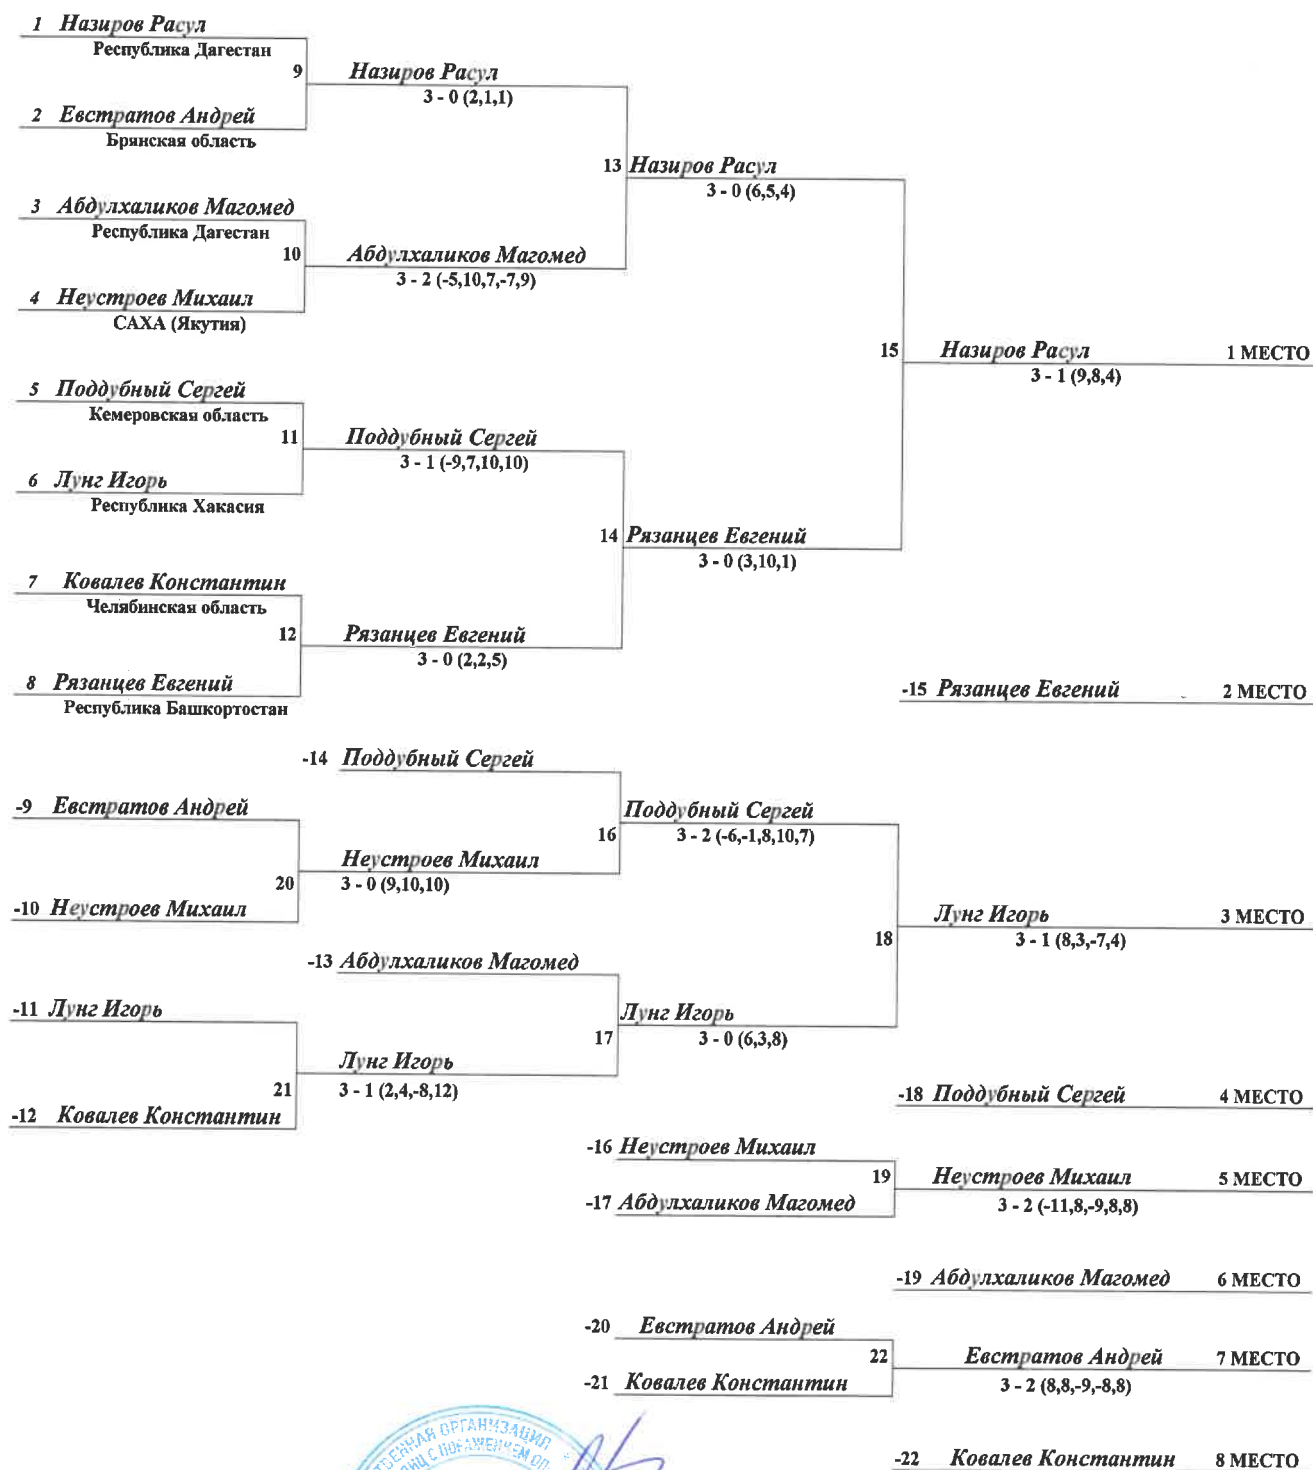 1 Назиров Расул
Республика Дагестан
9 Назиров Расул
3 - 0 (2,1,1)
2 Евстратов Андрей
Брянская область
13 Назиров Расул
3 - 0 (6,5,4)
3 Абдулхаликов Магомед
Республика Дагестан
10 Абдулхаликов Магомед
3 - 2 (-5,10,7,-7,9)
4 Неустроев Михаил
САХА (Якутия)
15 Назиров Расул 1 МЕСТО
3 - 1 (9,8,4)
5 Поддубный Сергей
Кемеровская область
11 Поддубный Сергей
3 - 1 (-9,7,10,10)
6 Лунг Игорь
Республика Хакасия
14 Рязанцев Евгений
3 - 0 (3,10,1)
7 Ковалев Константин
Челябинская область
12 Рязанцев Евгений
3 - 0 (2,2,5)
8 Рязанцев Евгений
Республика Башкортостан
-15 Рязанцев Евгений 2 МЕСТО
-14 Поддубный Сергей
-9 Евстратов Андрей
16 Поддубный Сергей
3 - 2 (-6,-1,8,10,7)
20 Неустроев Михаил
3 - 0 (9,10,10)
-10 Неустроев Михаил
18 Лунг Игорь 3 МЕСТО
3 - 1 (8,3,-7,4)
-13 Абдулхаликов Магомед
-11 Лунг Игорь
17 Лунг Игорь
3 - 0 (6,3,8)
21 Лунг Игорь
3 - 1 (2,4,-8,12)
-12 Ковалев Константин
-18 Поддубный Сергей 4 МЕСТО
-16 Неустроев Михаил
19 Неустроев Михаил 5 МЕСТО
3 - 2 (-11,8,-9,8,8)
-17 Абдулхаликов Магомед
-19 Абдулхаликов Магомед 6 МЕСТО
-20 Евстратов Андрей
22 Евстратов Андрей 7 МЕСТО
3 - 2 (8,8,-9,-8,8)
-21 Ковалев Константин
ОРГАНИЗАЦИЯ
-22 Ковалев Константин 8 МЕСТО